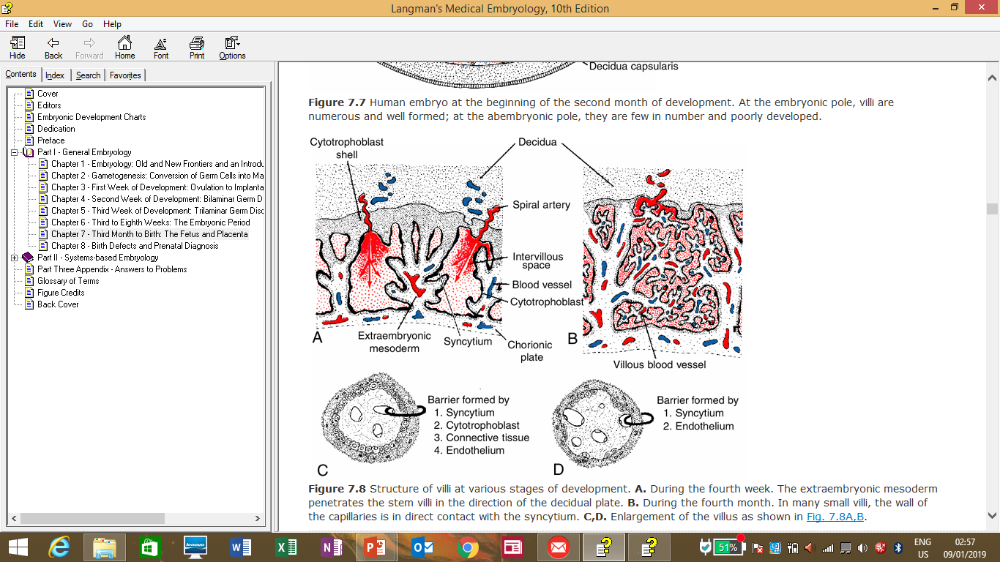 Langman's Medical Embryology, 10th Edition
File Edit View Go Help
Hide Back Forward Home Font Print Options
Contents Index Search Favorites
Cover
Editors
Embryonic Development Charts
Dedication
Preface
Part I - General Embryology
Chapter 1 - Embryology: Old and New Frontiers and an Introdu
Chapter 2 - Gametogenesis: Conversion of Germ Cells into Ma
Chapter 3 - First Week of Development: Ovulation to Implanta
Chapter 4 - Second Week of Development: Bilaminar Germ D
Chapter 5 - Third Week of Development: Trilaminar Germ Disc
Chapter 6 - Third to Eighth Weeks: The Embryonic Period
Chapter 7 - Third Month to Birth: The Fetus and Placenta
Chapter 8 - Birth Defects and Prenatal Diagnosis
Part II - Systems-based Embryology
Part Three Appendix - Answers to Problems
Glossary of Terms
Figure Credits
Back Cover
Decidua capsularis
Figure 7.7 Human embryo at the beginning of the second month of development. At the embryonic pole, villi are
numerous and well formed; at the abembryonic pole, they are few in number and poorly developed.
Cytotrophoblast
shell
Decidua
Spiral artery
Intervillous
space
Blood vessel
Cytotrophoblast
A
Extraembryonic
mesoderm
Syncytium
Chorionic
plate
B
Villous blood vessel
Barrier formed by
1. Syncytium
2. Cytotrophoblast
3. Connective tissue
4. Endothelium
C
Barrier formed by
1. Syncytium
2. Endothelium
D
Figure 7.8 Structure of villi at various stages of development. A. During the fourth week. The extraembryonic mesoderm
penetrates the stem villi in the direction of the decidual plate. B. During the fourth month. In many small villi, the wall of
the capillaries is in direct contact with the syncytium. C,D. Enlargement of the villus as shown in Fig. 7.8A,B.
lenovo
51%
ENG
US
02:57
09/01/2019